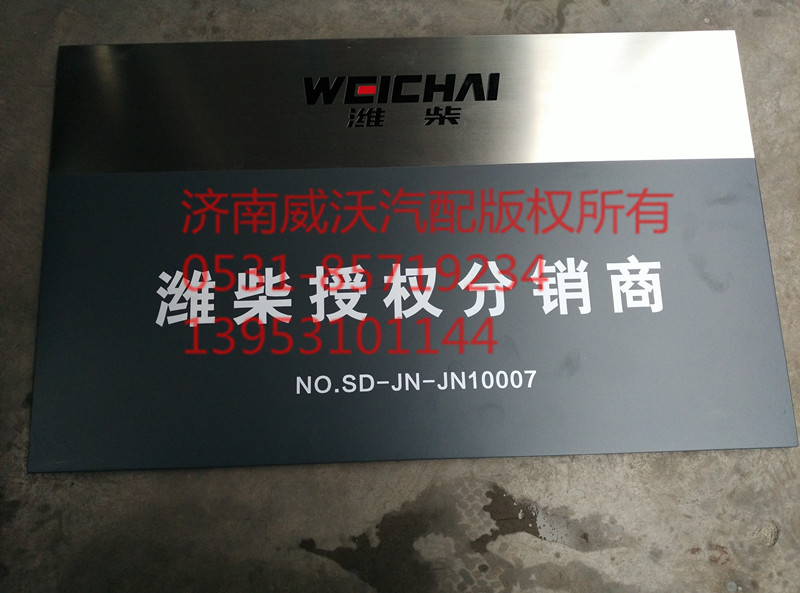 WEICHAI
潍柴
济南威沃汽配版权所有
0531-85719234
潍柴授权分销商
13953101144
NO.SD-JN-JN10007